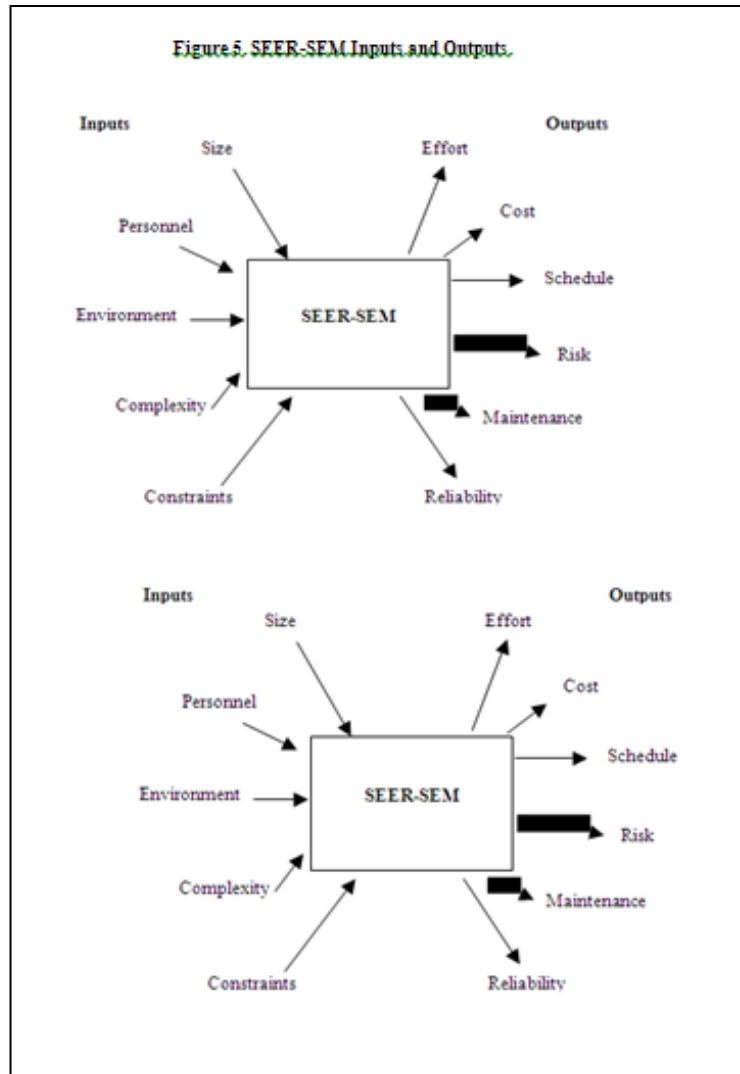 Figure 5. SEER-SEM Inputs and Outputs
Inputs
Outputs
Size
Effort
Cost
Personnel
Schedule
Environment
SEER-SEM
Risk
Complexity
Maintenance
Constraints
Reliability
Inputs
Outputs
Size
Effort
Cost
Personnel
Schedule
Environment
SEER-SEM
Risk
Complexity
Maintenance
Constraints
Reliability